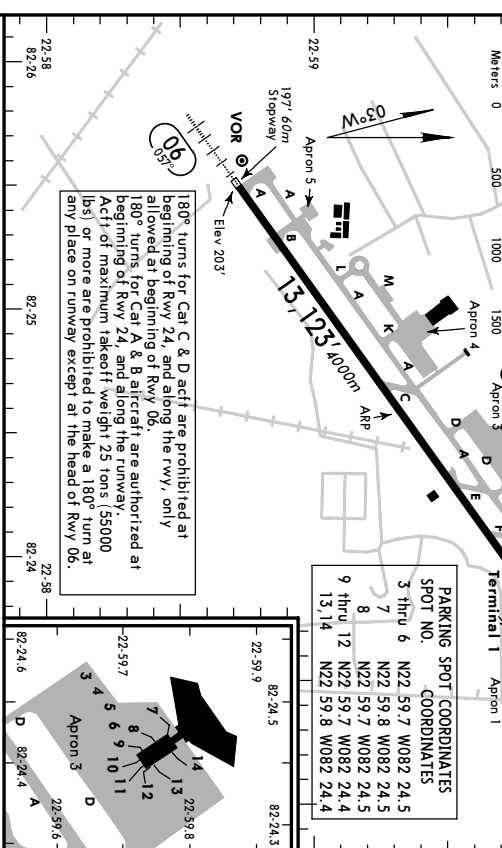 Meters 0 500 1000 1500
82-26
82-25
82-24
22-59
22-58
03°W
197' 60m
Stopway
VOR
06
057°
Elev 203'
Apron 5
Apron 4
Apron 3
Terminal 1
Apron 1
A
A
B
L
A
M
K
A
C
D
A
D
E
13,123' 4000m
ARP
180° turns for Cat C & D acft are prohibited at
beginning of Rwy 24, and along the rwy, only
allowed at beginning of Rwy 06.
180° turns for Cat A & B aircraft are authorized at
beginning of Rwy 24, and along the runway.
Acft of maximum takeoff weight 25 tons (55000
lbs) or more are prohibited to make a 180° turn at
any place on runway except at the head of Rwy 06.
PARKING SPOT COORDINATES
SPOT NO. COORDINATES
3 thru 6 N22 59.7 W082 24.5
7 N22 59.8 W082 24.5
8 N22 59.7 W082 24.5
9 thru 12 N22 59.7 W082 24.4
13,14 N22 59.8 W082 24.4
82-24.6
82-24.5
82-24.4
82-24.3
22-59.9
22-59.8
22-59.7
22-59.6
3
4
5
6
7
8
9
10
11
12
13
14
Apron 3
D
D
A